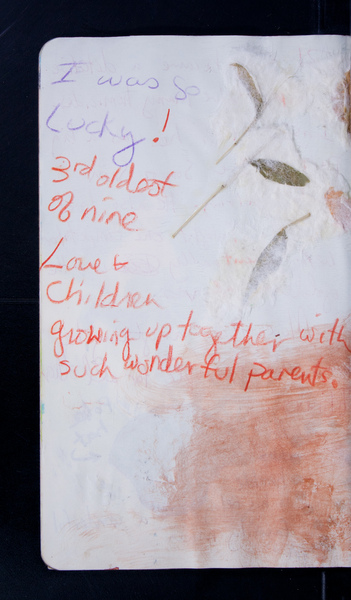 I was so
Lucky!
3rd oldest
of nine
Love &
Children
growing up together with
such wonderful parents.